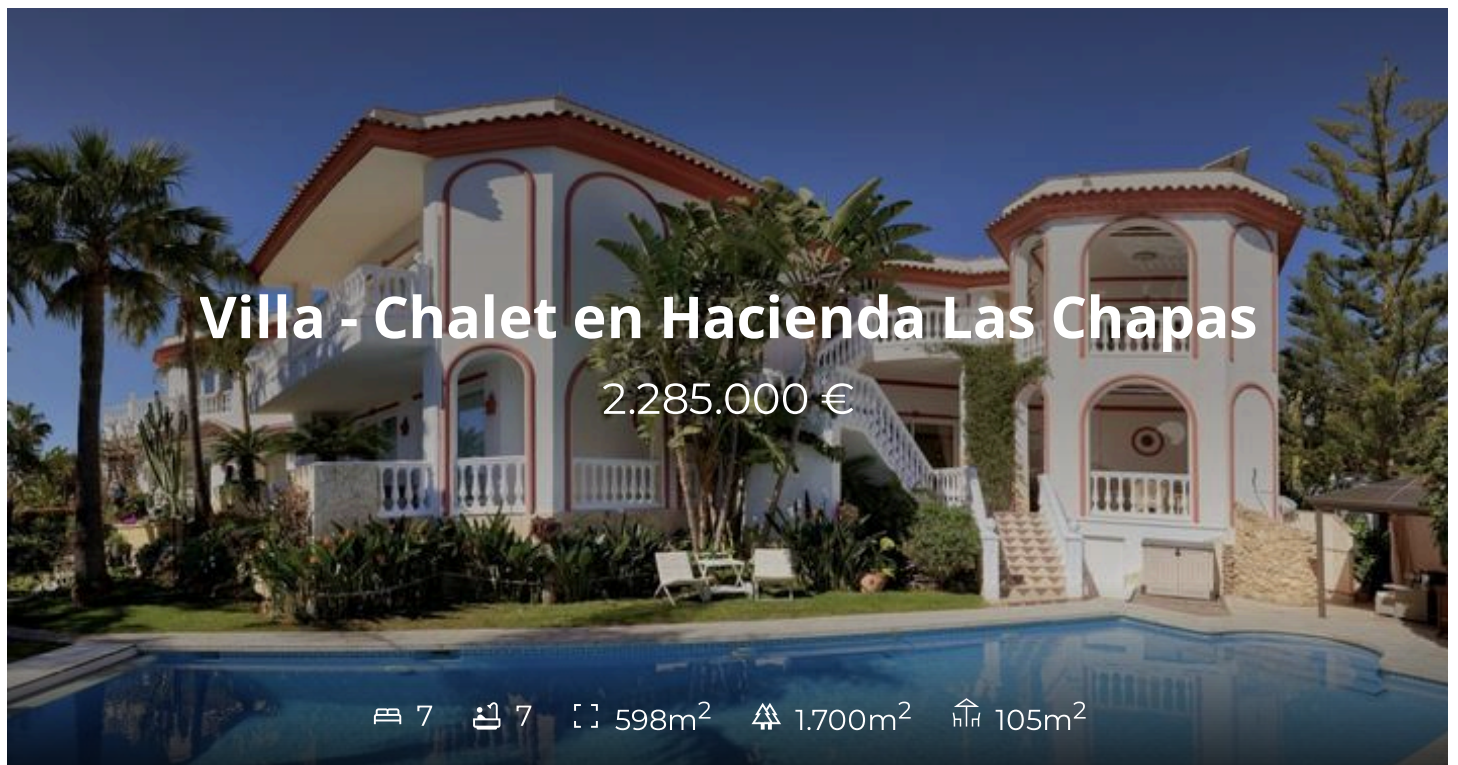 Villa - Chalet en Hacienda Las Chapas
2.285.000 €
7 7 598m² 1.700m² 105m²